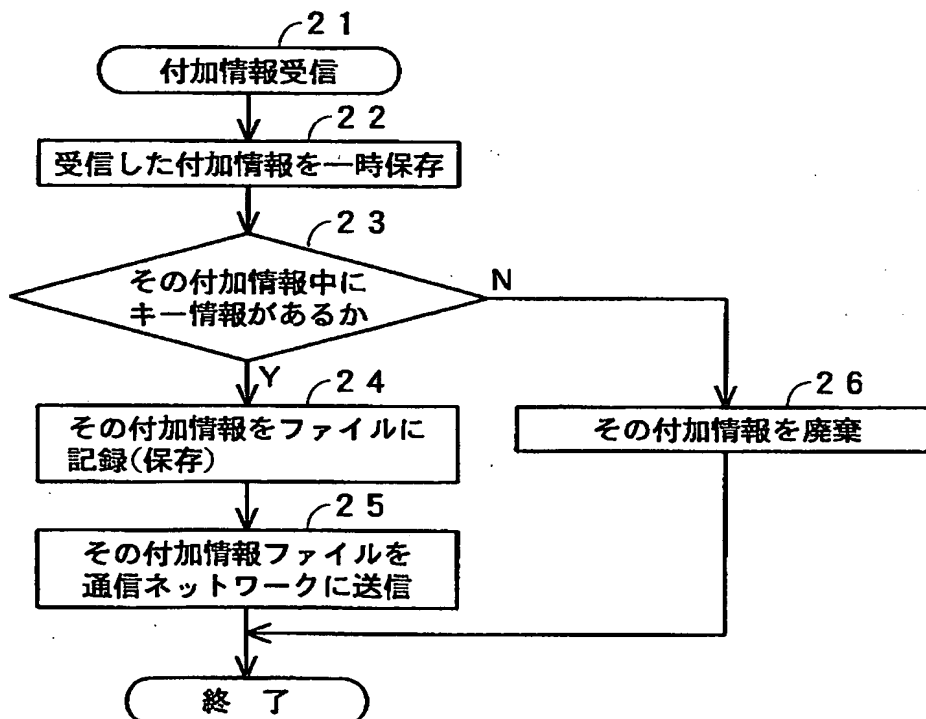 21
付加情報受信
22
受信した付加情報を一時保存
23
その付加情報中に
キー情報があるか
N
Y
24
その付加情報をファイルに
記録(保存)
26
その付加情報を廃棄
25
その付加情報ファイルを
通信ネットワークに送信
終 了